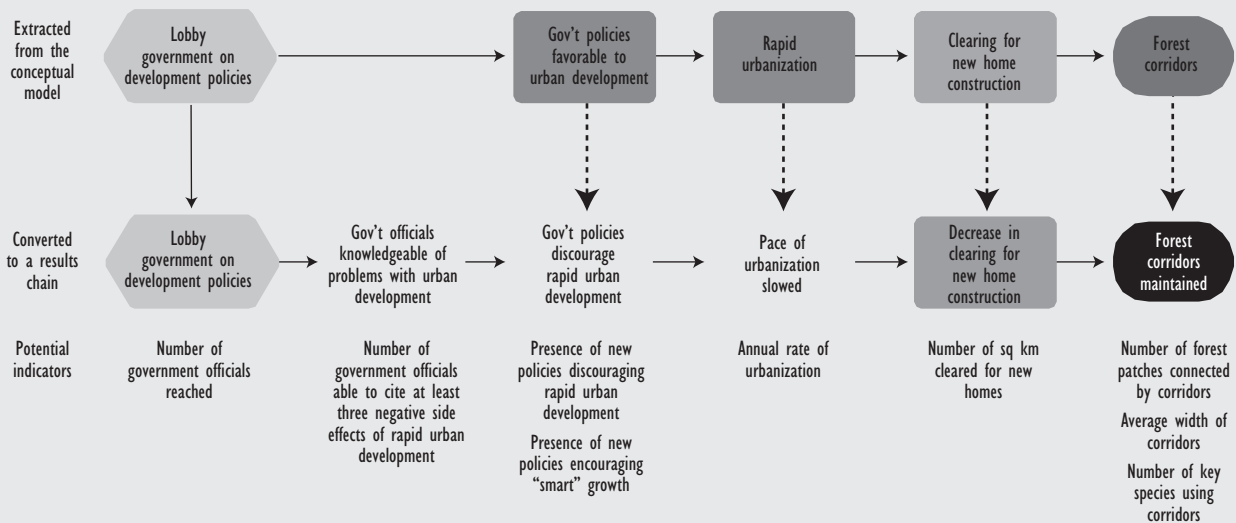 Extracted
from the
conceptual
model
Lobby
government on
development policies
Gov't policies
favorable to
urban development
Rapid
urbanization
Clearing for
new home
construction
Forest
corridors
Converted
to a results
chain
Lobby
government on
development policies
Gov't officials
knowledgeable of
problems with urban
development
Gov't policies
discourage
rapid urban
development
Pace of
urbanization
slowed
Decrease in
clearing for
new home
construction
Forest
corridors
maintained
Potential
indicators
Number of
government officials
reached
Number of
government officials
able to cite at least
three negative side
effects of rapid urban
development
Presence of new
policies discouraging
rapid urban
development
Presence of new
policies encouraging
“smart” growth
Annual rate of
urbanization
Number of sq km
cleared for new
homes
Number of forest
patches connected
by corridors
Average width of
corridors
Number of key
species using
corridors